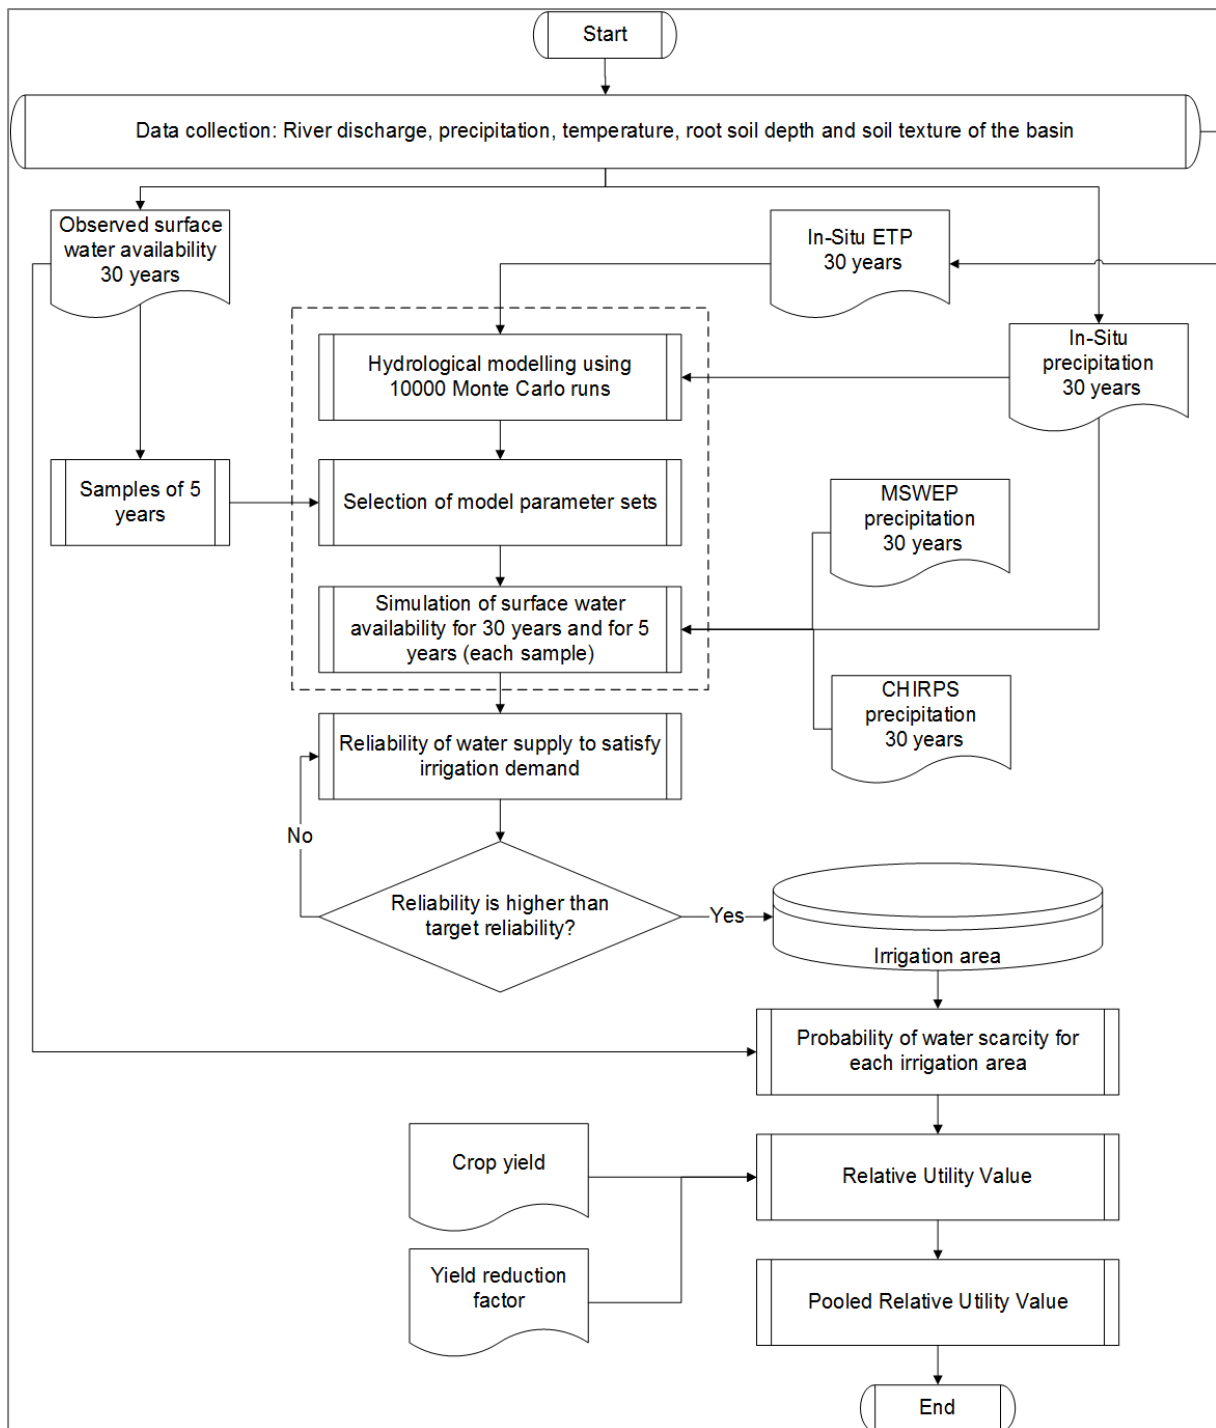 Start
Data collection: River discharge, precipitation, temperature, root soil depth and soil texture of the basin
Observed surface
water availability
30 years
In-Situ ETP
30 years
In-Situ
precipitation
30 years
Hydrological modelling using
10000 Monte Carlo runs
Samples of 5
years
Selection of model parameter sets
MSWEP
precipitation
30 years
Simulation of surface water
availability for 30 years and for 5
years (each sample)
CHIRPS
precipitation
30 years
Reliability of water supply to satisfy
irrigation demand
No
Reliability is higher than
target reliability?
Yes
Irrigation area
Probability of water scarcity for
each irrigation area
Crop yield
Relative Utility Value
Yield reduction
factor
Pooled Relative Utility Value
End